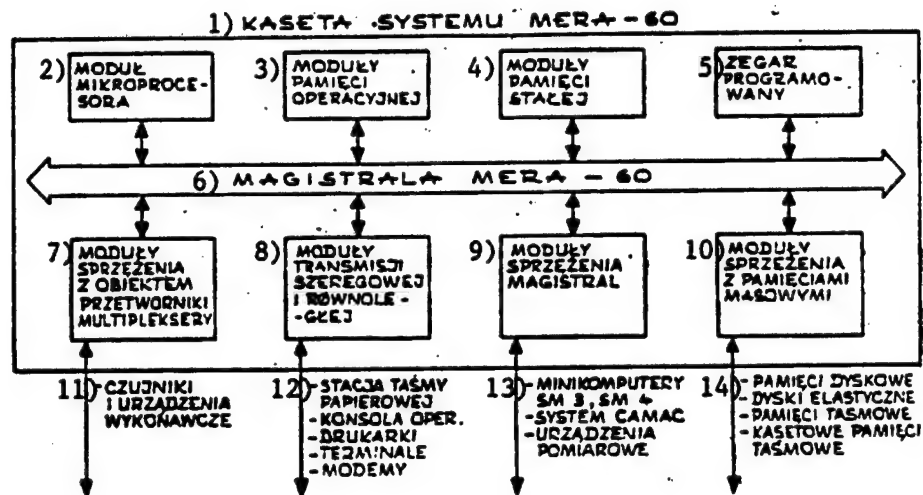 1) KASETA SYSTEMU MERA-60
2) MODUŁ
MIKROPROCE-
SORA
3) MODUŁY
PAMIĘCI
OPERACYJNEJ
4) MODUŁY
PAMIĘCI
STAŁEJ
5) ZEGAR
PROGRAMO-
WANY
6) MAGISTRALA MERA - 60
7) MODUŁY
SPRZĘŻENIA
Z OBIEKTEM
PRZETWORNIKI
MULTIPLEKSERY
8) MODUŁY
TRANSMISJI
SZEREGOWEJ
I RÓWNOLE-
-GŁEJ
9) MODUŁY
SPRZĘŻENIA
MAGISTRAL
10) MODUŁY
SPRZĘŻENIA
Z PAMIĘCIAMI
MASOWYMI
11) -CZUJNIKI
I URZĄDZENIA
WYKONAWCZE
12) -STACJA TAŚMY
PAPIEROWEJ
-KONSOLA OPER.
-DRUKARKI
-TERMINALE
-MODEMY
13) -MINIKOMPUTERY
SM 3, SM 4
-SYSTEM CAMAC
-URZĄDZENIA
POMIAROWE
14) -PAMIĘCI DYSKOWE
-DYSKI ELASTYCZNE
-PAMIĘCI TAŚMOWE
-KASETOWE PAMIĘCI
TAŚMOWE